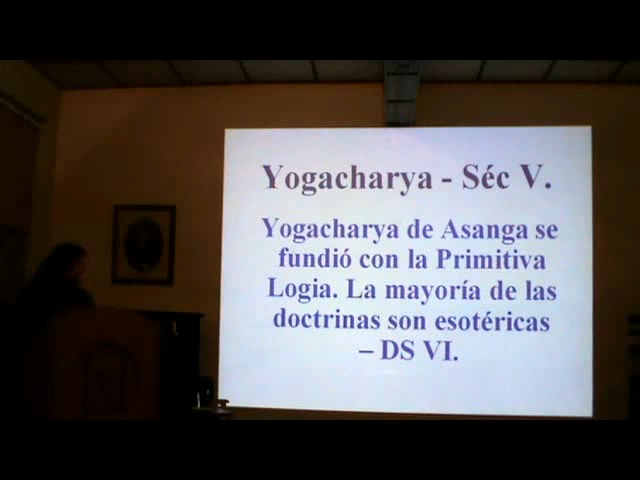 Yogacharya - Séc V.
Yogacharya de Asanga se
fundió con la Primitiva
Logia. La mayoría de las
doctrinas son esotéricas
– DS VI.